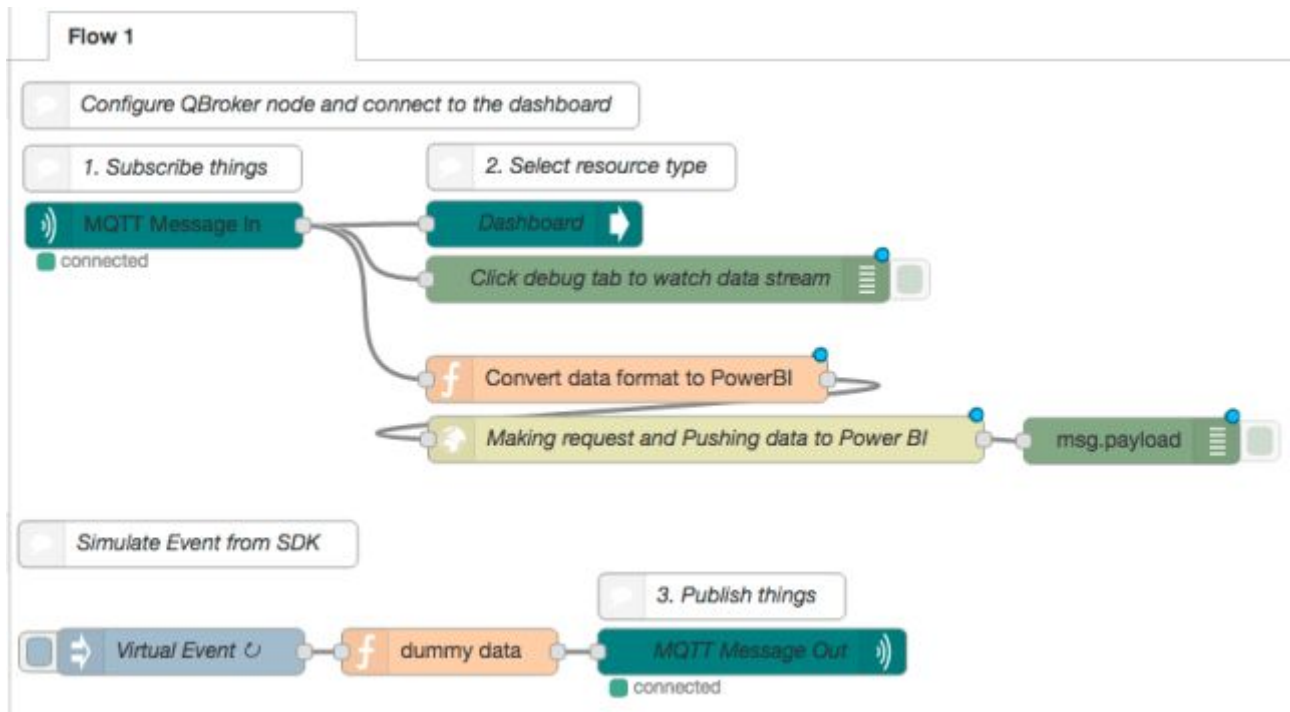 Flow 1
Configure QBroker node and connect to the dashboard
1. Subscribe things
2. Select resource type
MQTT Message In
Dashboard
connected
Click debug tab to watch data stream
Convert data format to PowerBI
Making request and Pushing data to Power BI
msg.payload
Simulate Event from SDK
3. Publish things
Virtual Event ↻
dummy data
MQTT Message Out
connected